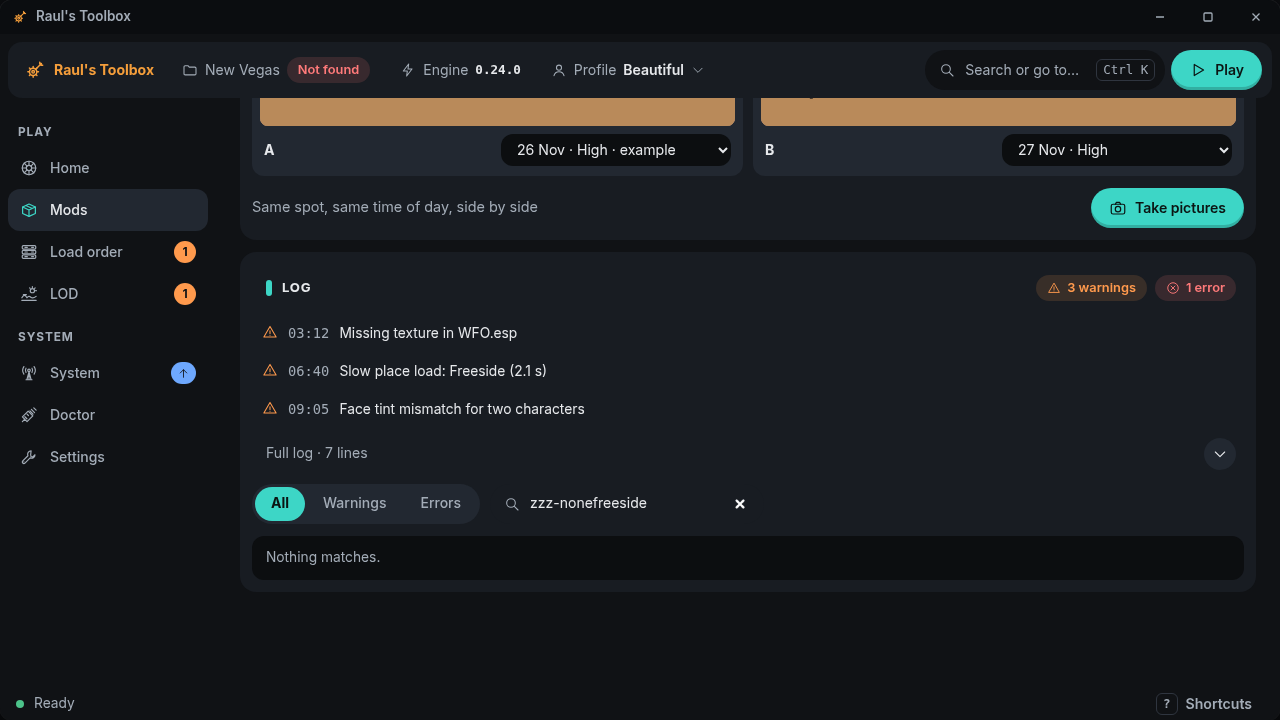 Raul's Toolbox
Raul's Toolbox
New Vegas Not found
Engine 0.24.0
Profile Beautiful
Search or go to... Ctrl K
Play
PLAY
Home
Mods
Load order 1
LOD 1
SYSTEM
System
Doctor
Settings
A 26 Nov · High · example
B 27 Nov · High
Same spot, same time of day, side by side
Take pictures
LOG
3 warnings
1 error
03:12 Missing texture in WFO.esp
06:40 Slow place load: Freeside (2.1 s)
09:05 Face tint mismatch for two characters
Full log · 7 lines
All Warnings Errors
zzz-nonefreeside
Nothing matches.
Ready
? Shortcuts